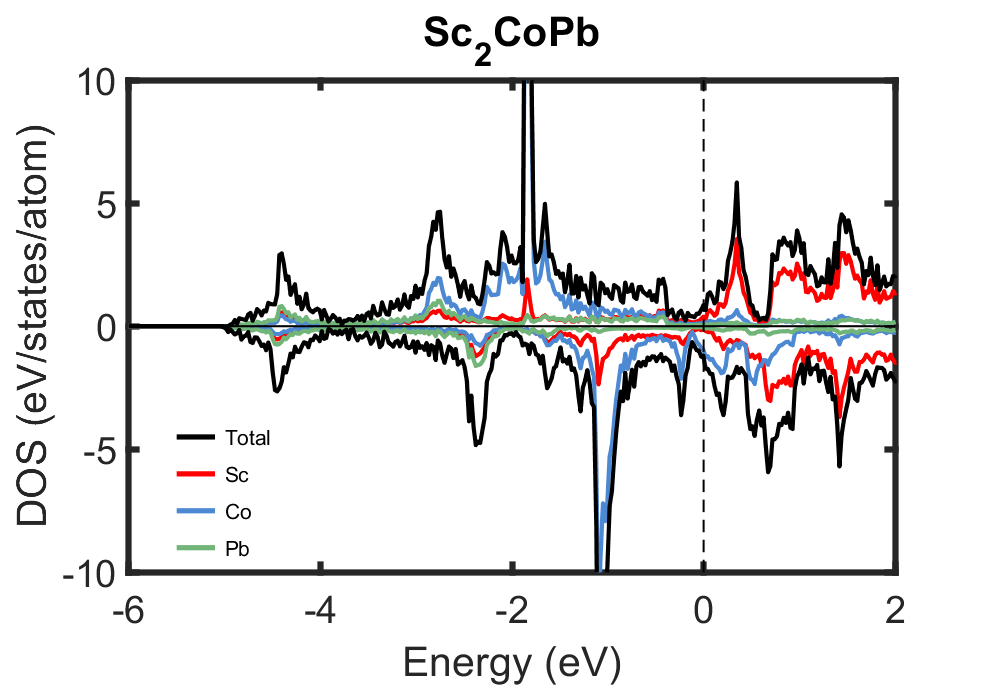 Sc₂CoPb
10
5
0
-5
-10
DOS (eV/states/atom)
Total
Sc
Co
Pb
-6 -4 -2 0 2
Energy (eV)